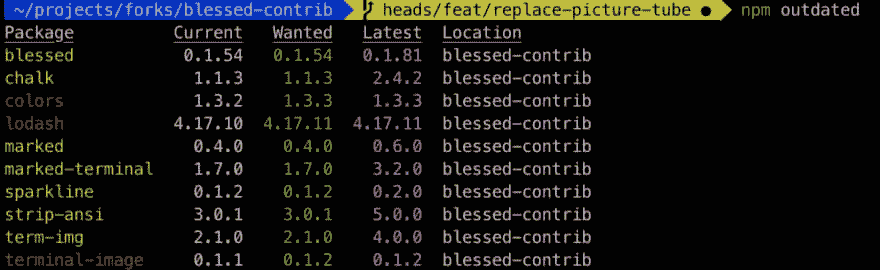 ~/projects/forks/blessed-contrib heads/feat/replace-picture-tube ● npm outdated
Package Current Wanted Latest Location
blessed 0.1.54 0.1.54 0.1.81 blessed-contrib
chalk 1.1.3 1.1.3 2.4.2 blessed-contrib
colors 1.3.2 1.3.3 1.3.3 blessed-contrib
lodash 4.17.10 4.17.11 4.17.11 blessed-contrib
marked 0.4.0 0.4.0 0.6.0 blessed-contrib
marked-terminal 1.7.0 1.7.0 3.2.0 blessed-contrib
sparkline 0.1.2 0.1.2 0.2.0 blessed-contrib
strip-ansi 3.0.1 3.0.1 5.0.0 blessed-contrib
term-img 2.1.0 2.1.0 4.0.0 blessed-contrib
terminal-image 0.1.1 0.1.2 0.1.2 blessed-contrib